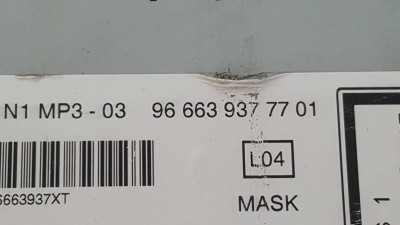 N1 MP3 - 03 96 663 937 77 01
L04
6663937XT
MASK